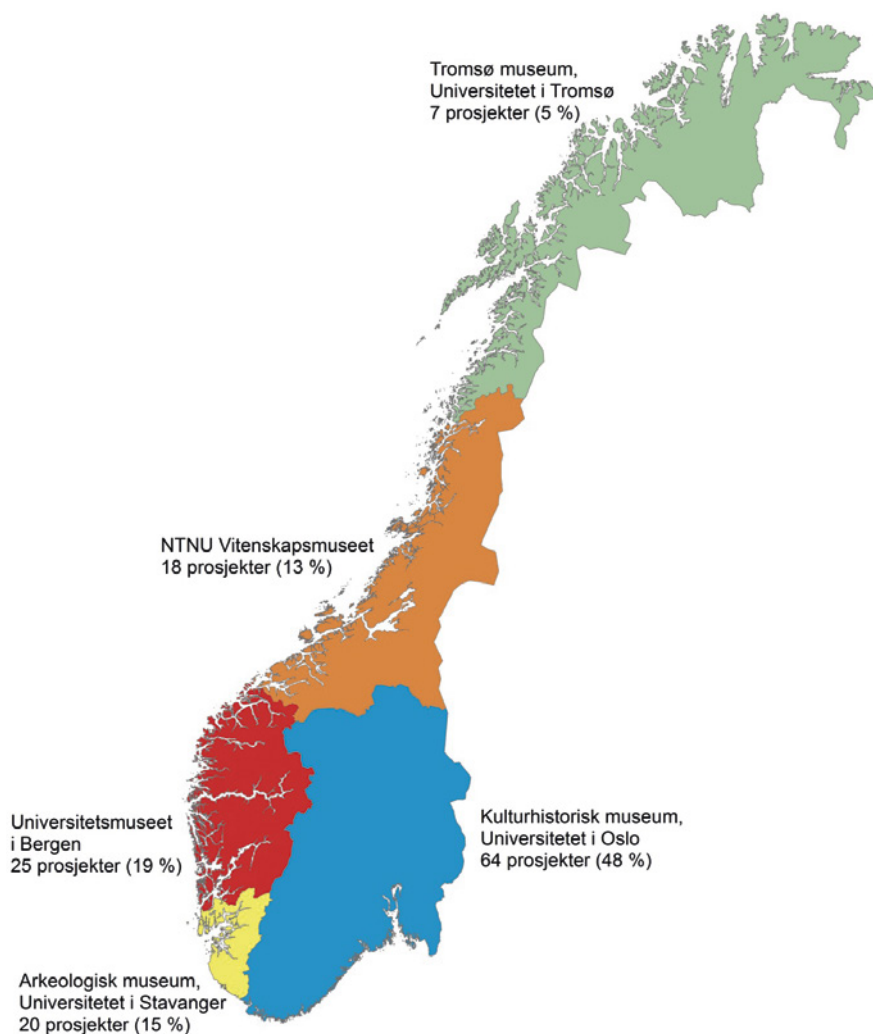 Tromsø museum,
Universitetet i Tromsø
7 prosjekter (5 %)
NTNU Vitenskapsmuseet
18 prosjekter (13 %)
Universitetsmuseet
i Bergen
25 prosjekter (19 %)
Kulturhistorisk museum,
Universitetet i Oslo
64 prosjekter (48 %)
Arkeologisk museum,
Universitetet i Stavanger
20 prosjekter (15 %)